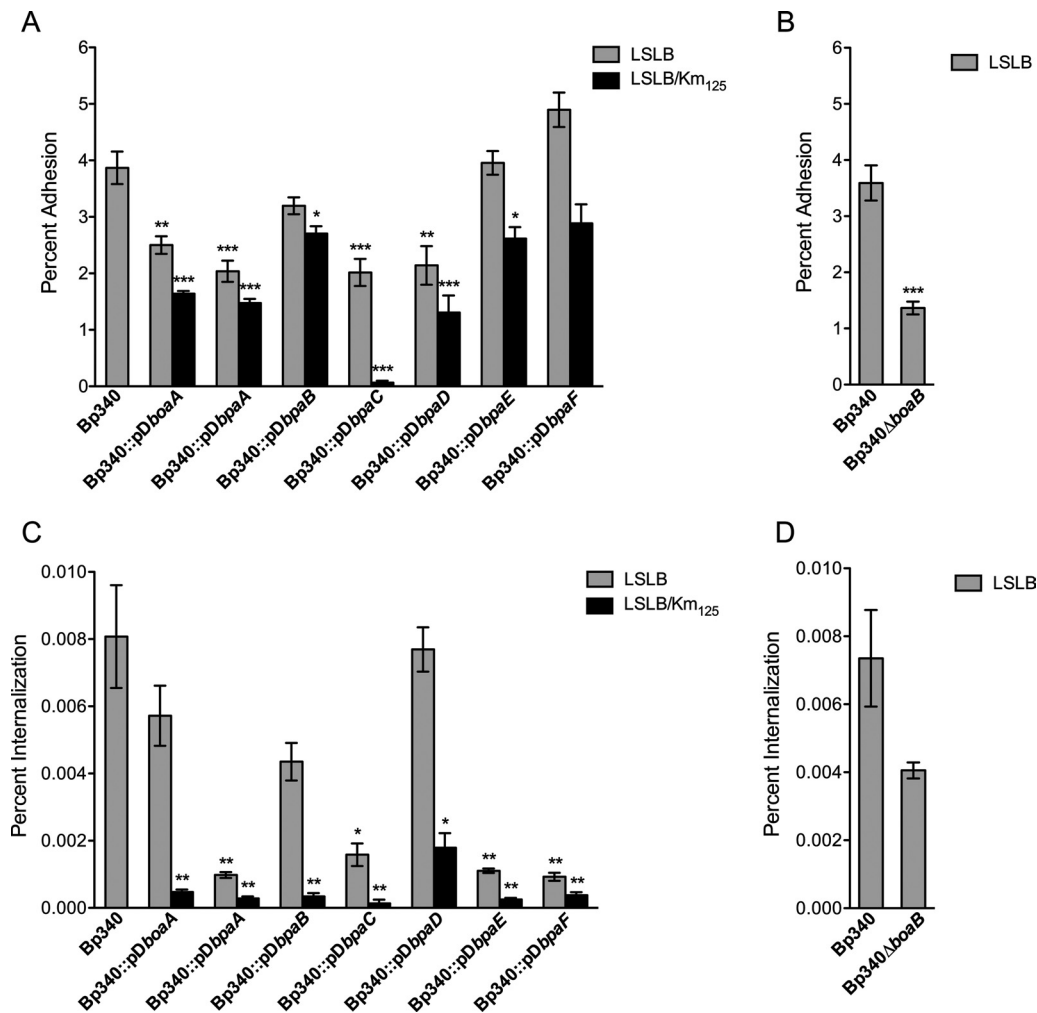 A
6
5
4
3
2
1
0
Percent Adhesion
LSLB
LSLB/Km125
**
***
***
***
*
***
***
**
***
*
Bp340
Bp340::pDboaA
Bp340::pDbpaA
Bp340::pDbpaB
Bp340::pDbpaC
Bp340::pDbpaD
Bp340::pDbpaE
Bp340::pDbpaF
B
6
5
4
3
2
1
0
Percent Adhesion
LSLB
***
Bp340
Bp340ΔboaB
C
0.010
0.008
0.006
0.004
0.002
0.000
Percent Internalization
LSLB
LSLB/Km125
**
**
**
**
*
**
*
**
**
**
**
Bp340
Bp340::pDboaA
Bp340::pDbpaA
Bp340::pDbpaB
Bp340::pDbpaC
Bp340::pDbpaD
Bp340::pDbpaE
Bp340::pDbpaF
D
0.010
0.008
0.006
0.004
0.002
0.000
Percent Internalization
LSLB
Bp340
Bp340ΔboaB